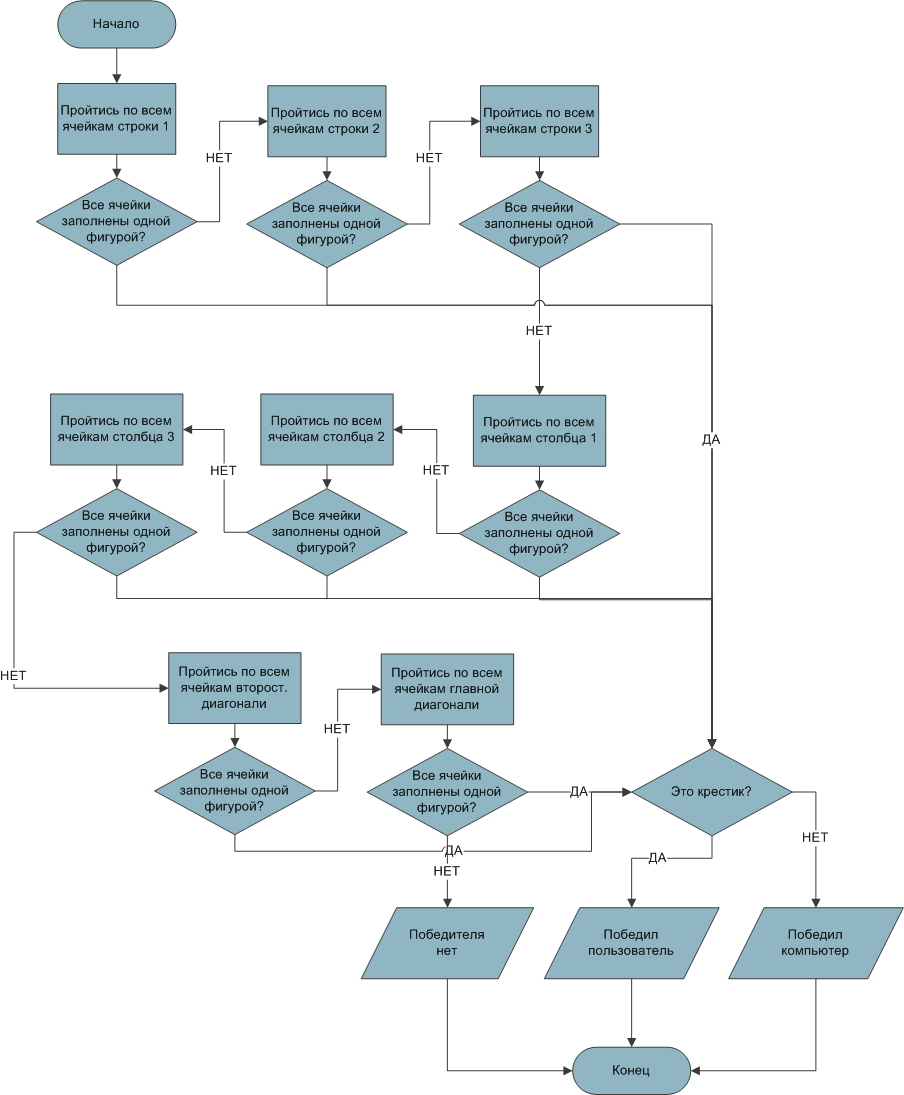 Начало
Пройтись по всем
ячейкам строки 1
Пройтись по всем
ячейкам строки 2
Пройтись по всем
ячейкам строки 3
НЕТ
НЕТ
Все ячейки
заполнены одной
фигурой?
Все ячейки
заполнены одной
фигурой?
Все ячейки
заполнены одной
фигурой?
НЕТ
Пройтись по всем
ячейкам столбца 3
Пройтись по всем
ячейкам столбца 2
Пройтись по всем
ячейкам столбца 1
ДА
НЕТ
НЕТ
Все ячейки
заполнены одной
фигурой?
Все ячейки
заполнены одной
фигурой?
Все ячейки
заполнены одной
фигурой?
НЕТ
Пройтись по всем
ячейкам второст.
диагонали
Пройтись по всем
ячейкам главной
диагонали
НЕТ
Все ячейки
заполнены одной
фигурой?
Все ячейки
заполнены одной
фигурой?
ДА
Это крестик?
ДА
НЕТ
НЕТ
ДА
Победителя
нет
Победил
пользователь
Победил
компьютер
Конец